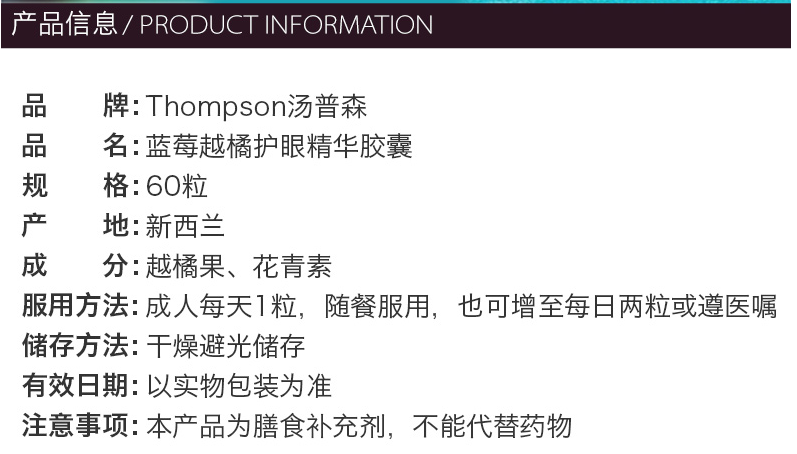 产品信息 / PRODUCT INFORMATION
品 牌: Thompson汤普森
品 名: 蓝莓越橘护眼精华胶囊
规 格: 60粒
产 地: 新西兰
成 分: 越橘果、花青素
服用方法: 成人每天1粒，随餐服用，也可增至每日两粒或遵医嘱
储存方法: 干燥避光储存
有效日期: 以实物包装为准
注意事项: 本产品为膳食补充剂，不能代替药物